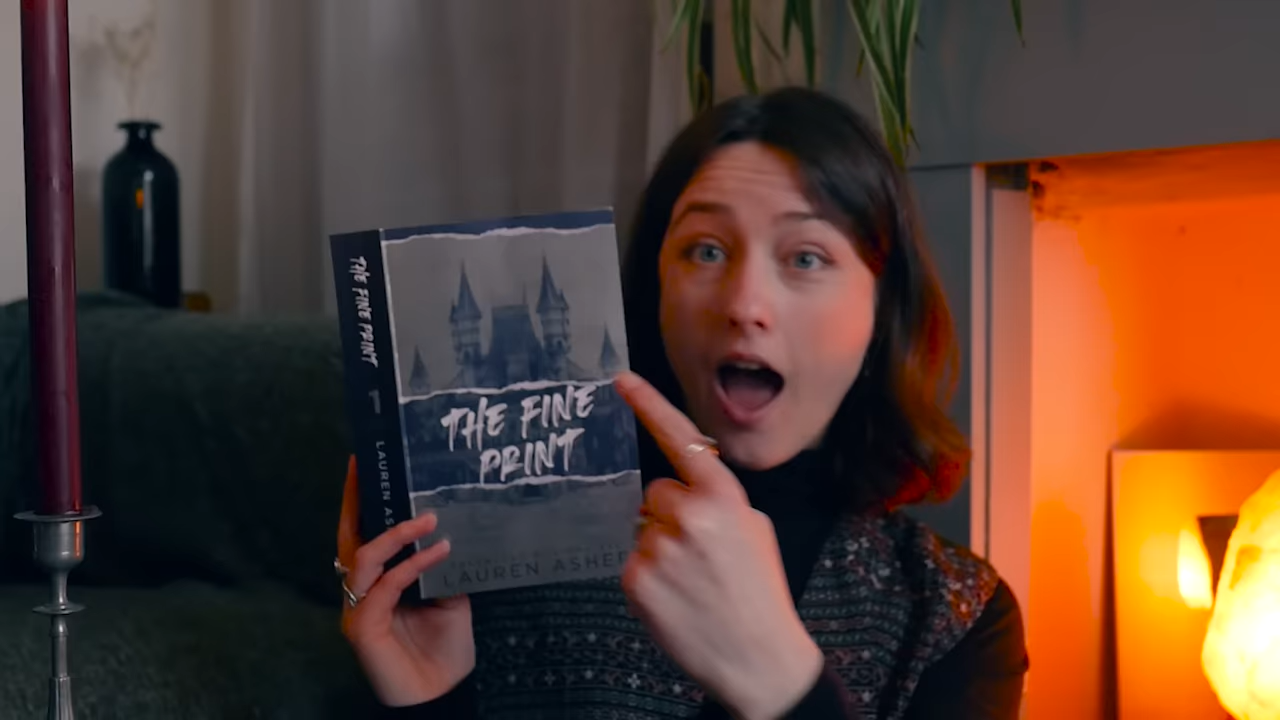 THE FINE PRINT
1
LAUREN AS
THE FINE
PRINT
LAUREN ASHER